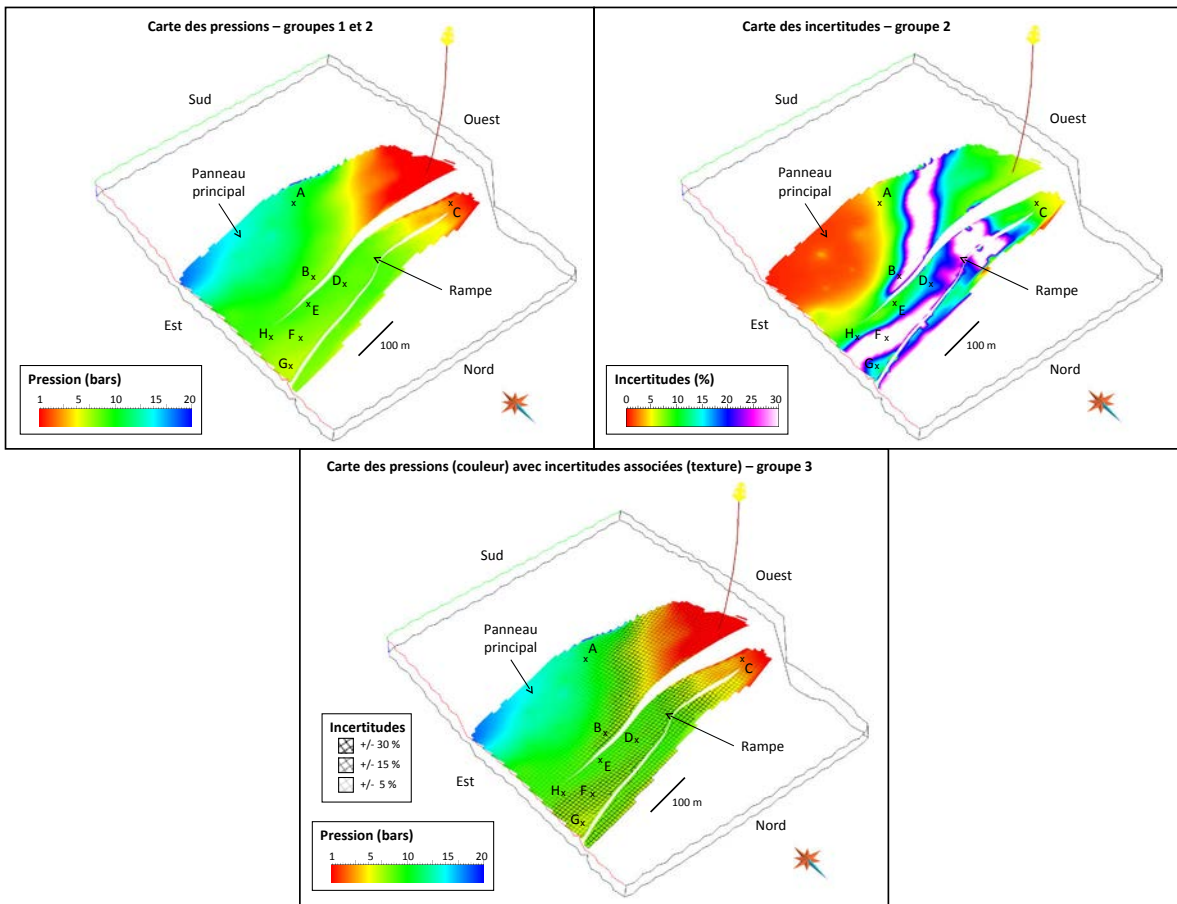 Carte des pressions – groupes 1 et 2
Sud
Ouest
Panneau
principal
A
C
B
D
E
Rampe
H
F
Est
G
100 m
Nord
Pression (bars)
1 5 10 15 20
Carte des incertitudes – groupe 2
Sud
Ouest
Panneau
principal
A
C
B
D
E
Rampe
H
F
Est
G
100 m
Nord
Incertitudes (%)
0 5 10 15 20 25 30
Carte des pressions (couleur) avec incertitudes associées (texture) – groupe 3
Sud
Ouest
Panneau
principal
A
C
B
D
Rampe
E
Incertitudes
+/- 30 %
+/- 15 %
+/- 5 %
Est
H
F
100 m
G
Nord
Pression (bars)
1 5 10 15 20